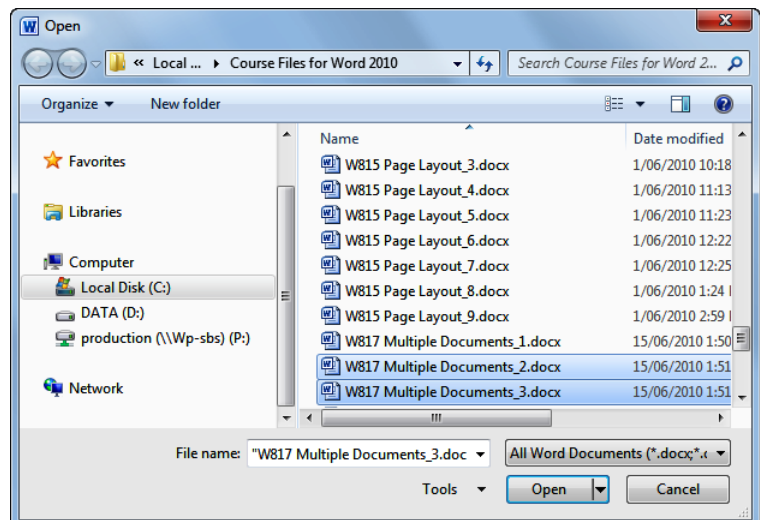 Open
« Local ... ▸ Course Files for Word 2010
Search Course Files for Word 2...
Organize ▾ New folder
Name Date modified
Favorites
Libraries
Computer
Local Disk (C:)
DATA (D:)
production (\\Wp-sbs) (P:)
Network
W815 Page Layout_3.docx 1/06/2010 10:18
W815 Page Layout_4.docx 1/06/2010 11:13
W815 Page Layout_5.docx 1/06/2010 11:23
W815 Page Layout_6.docx 1/06/2010 12:22
W815 Page Layout_7.docx 1/06/2010 12:25
W815 Page Layout_8.docx 1/06/2010 1:24
W815 Page Layout_9.docx 1/06/2010 2:59
W817 Multiple Documents_1.docx 15/06/2010 1:50
W817 Multiple Documents_2.docx 15/06/2010 1:51
W817 Multiple Documents_3.docx 15/06/2010 1:51
File name: "W817 Multiple Documents_3.doc All Word Documents (*.docx;*.
Tools Open Cancel